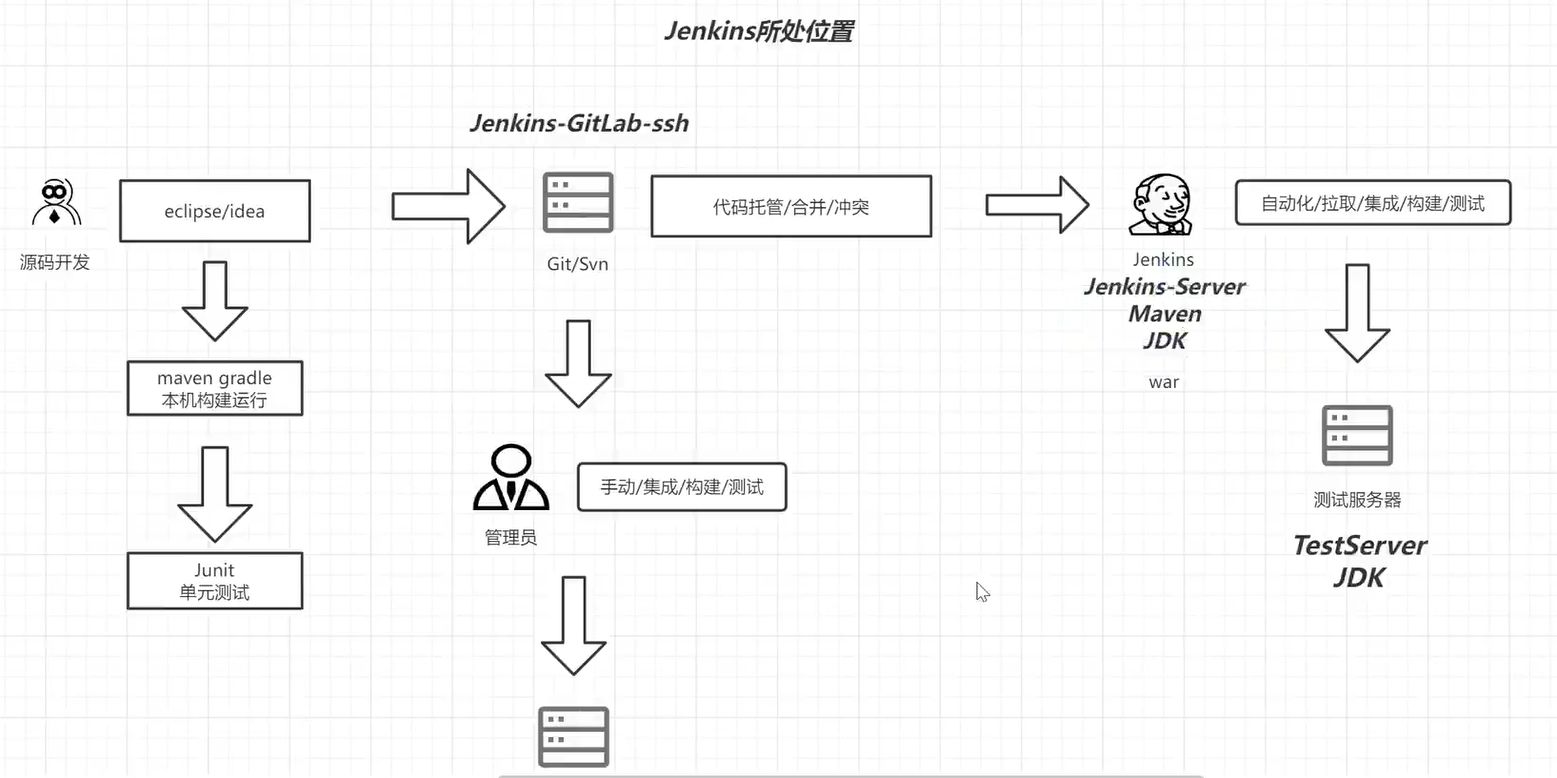 Jenkins所处位置
Jenkins-GitLab-ssh
eclipse/idea
源码开发
maven gradle
本机构建运行
Junit
单元测试
代码托管/合并/冲突
Git/Svn
手动/集成/构建/测试
管理员
自动化/拉取/集成/构建/测试
Jenkins
Jenkins-Server
Maven
JDK
war
测试服务器
TestServer
JDK